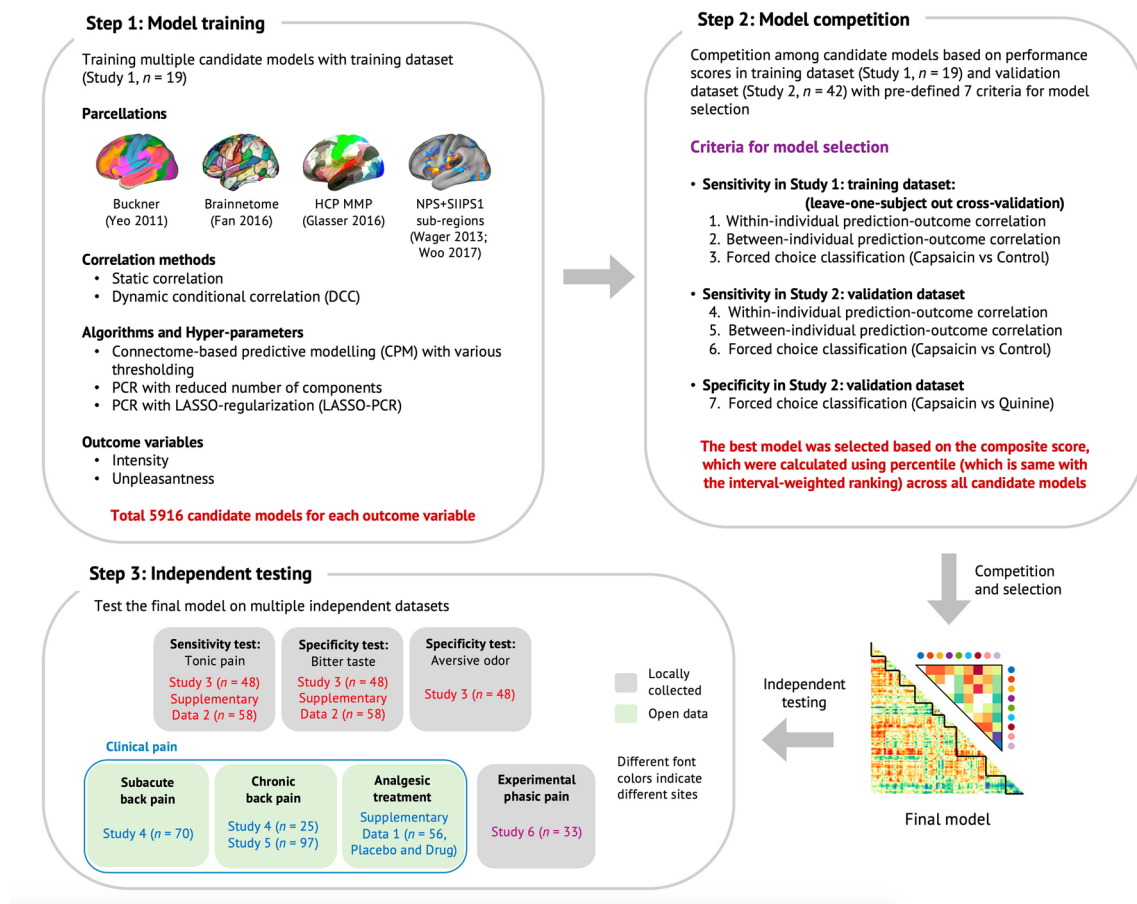 Step 1: Model training
Training multiple candidate models with training dataset
(Study 1, n = 19)
Parcellations
Buckner
(Yeo 2011)
Brainnetome
(Fan 2016)
HCP MMP
(Glasser 2016)
NPS+SIIPS1
sub-regions
(Wager 2013;
Woo 2017)
Correlation methods
• Static correlation
• Dynamic conditional correlation (DCC)
Algorithms and Hyper-parameters
• Connectome-based predictive modelling (CPM) with various
thresholding
• PCR with reduced number of components
• PCR with LASSO-regularization (LASSO-PCR)
Outcome variables
• Intensity
• Unpleasantness
Total 5916 candidate models for each outcome variable
Step 2: Model competition
Competition among candidate models based on performance
scores in training dataset (Study 1, n = 19) and validation
dataset (Study 2, n = 42) with pre-defined 7 criteria for model
selection
Criteria for model selection
• Sensitivity in Study 1: training dataset:
(leave-one-subject out cross-validation)
1. Within-individual prediction-outcome correlation
2. Between-individual prediction-outcome correlation
3. Forced choice classification (Capsaicin vs Control)
• Sensitivity in Study 2: validation dataset
4. Within-individual prediction-outcome correlation
5. Between-individual prediction-outcome correlation
6. Forced choice classification (Capsaicin vs Control)
• Specificity in Study 2: validation dataset
7. Forced choice classification (Capsaicin vs Quinine)
The best model was selected based on the composite score,
which were calculated using percentile (which is same with
the interval-weighted ranking) across all candidate models
Competition
and selection
Final model
Independent
testing
Step 3: Independent testing
Test the final model on multiple independent datasets
Sensitivity test:
Tonic pain
Study 3 (n = 48)
Supplementary
Data 2 (n = 58)
Specificity test:
Bitter taste
Study 3 (n = 48)
Supplementary
Data 2 (n = 58)
Specificity test:
Aversive odor
Study 3 (n = 48)
Locally
collected
Open data
Different font
colors indicate
different sites
Clinical pain
Subacute
back pain
Study 4 (n = 70)
Chronic
back pain
Study 4 (n = 25)
Study 5 (n = 97)
Analgesic
treatment
Supplementary
Data 1 (n = 56,
Placebo and Drug)
Experimental
phasic pain
Study 6 (n = 33)